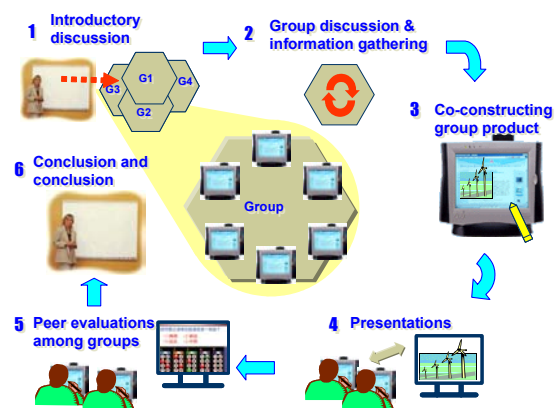 1 Introductory
discussion
G1
G3
G4
G2
2 Group discussion &
information gathering
3 Co-constructing
group product
Group
6 Conclusion and
conclusion
5 Peer evaluations
among groups
4 Presentations